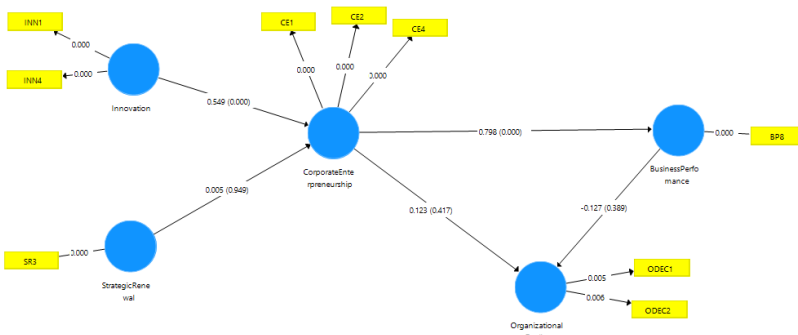 INN1
0.000
INN4
0.000
Innovation
0.549 (0.000)
CE1
CE2
CE4
0.000
0.000
0.000
CorporateEnte
rpreneurship
0.798 (0.000)
0.000
BP8
BusinessPerfo
mance
0.005 (0.949)
0.123 (0.417)
-0.127 (0.389)
SR3
0.000
StrategicRene
wal
0.005
ODEC1
0.006
ODEC2
Organizational